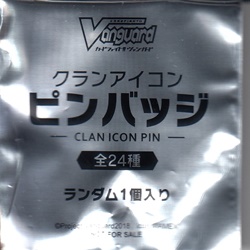 Vanguard
カードファイト!! ヴァンガード
クランアイコン
ピンバッジ
CLAN ICON PIN
全24種
ランダム1個入り
NOT FOR SALE